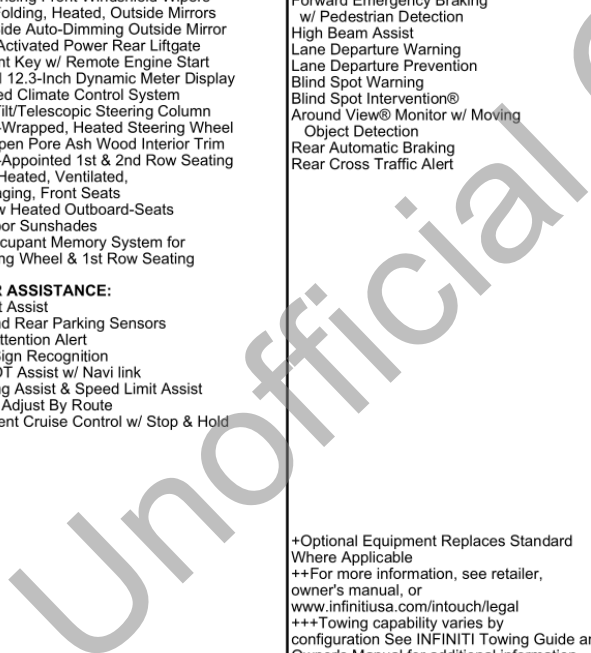 Front Windshield Wipers
Folding, Heated, Outside Mirrors
Auto-Dimming Outside Mirror
Activated Power Rear Liftgate
Key w/ Remote Engine Start
12.3-Inch Dynamic Meter Display
Climate Control System
Tilt/Telescopic Steering Column
-Wrapped, Heated Steering Wheel
Pore Ash Wood Interior Trim
-Appointed 1st & 2nd Row Seating
Heated, Ventilated,
Front Seats
Heated Outboard-Seats
Sunshades
Memory System for
Wheel & 1st Row Seating
ASSISTANCE:
Assist
Rear Parking Sensors
Alert
Sign Recognition
Assist w/ Navi link
Assist & Speed Limit Assist
Adjust By Route
Cruise Control w/ Stop & Hold
Forward Emergency Braking
w/ Pedestrian Detection
High Beam Assist
Lane Departure Warning
Lane Departure Prevention
Blind Spot Warning
Blind Spot Intervention®
Around View® Monitor w/ Moving
Object Detection
Rear Automatic Braking
Rear Cross Traffic Alert
+Optional Equipment Replaces Standard
Where Applicable
++For more information, see retailer,
owner's manual, or
www.infinitiusa.com/intouch/legal
+++Towing capability varies by
configuration See INFINITI Towing Guide
Manual for additional information
Unofficial